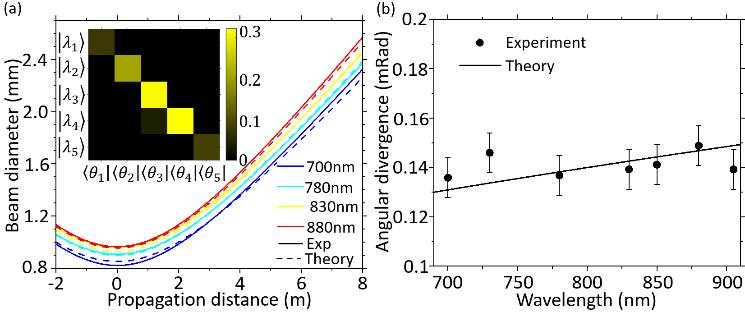 (a)
Beam diameter (mm)
2.4
2.0
1.6
1.2
0.8
-2
0
2
4
6
8
Propagation distance (m)
|λ₁⟩
|λ₂⟩
|λ₃⟩
|λ₄⟩
|λ₅⟩
⟨θ₁|⟨θ₂|⟨θ₃|⟨θ₄|⟨θ₅|
0.3
0.2
0.1
0
700nm
780nm
830nm
880nm
Exp
Theory
(b)
Angular divergence (mRad)
0.2
0.18
0.16
0.14
0.12
0.1
700
750
800
850
900
Wavelength (nm)
Experiment
Theory